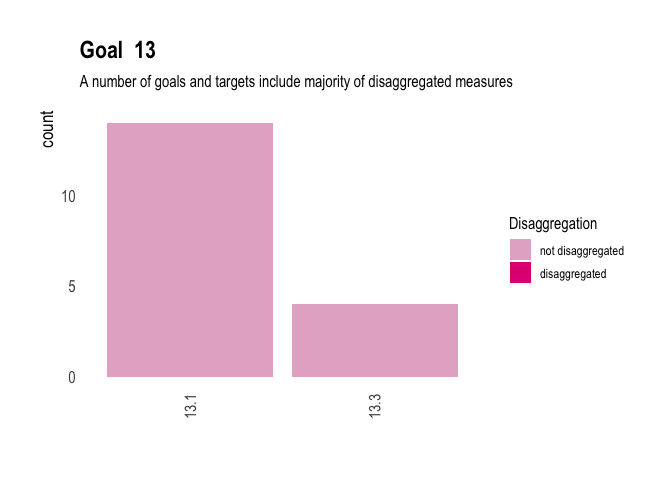 Goal  13
A number of goals and targets include majority of disaggregated measures
count
10
5
0
13.1
13.3
Disaggregation
not disaggregated
disaggregated